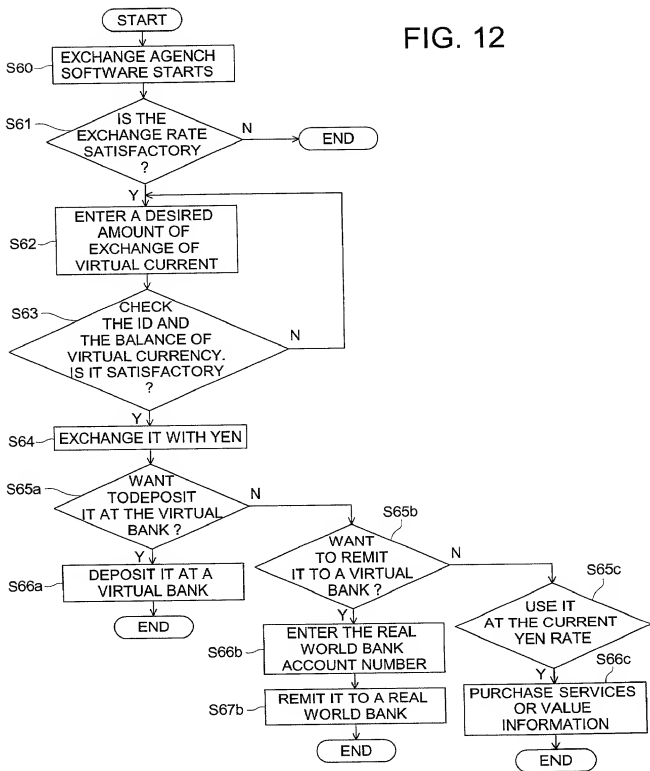 START
FIG. 12
S60
EXCHANGE AGENCH
SOFTWARE STARTS
S61
IS THE
EXCHANGE RATE
SATISFACTORY
?
N
END
Y
S62
ENTER A DESIRED
AMOUNT OF
EXCHANGE OF
VIRTUAL CURRENT
S63
CHECK
THE ID AND
THE BALANCE OF
VIRTUAL CURRENCY.
IS IT SATISFACTORY
?
N
Y
S64
EXCHANGE IT WITH YEN
S65a
WANT
TODEPOSIT
IT AT THE VIRTUAL
BANK ?
N
Y
S66a
DEPOSIT IT AT A
VIRTUAL BANK
END
S65b
WANT
TO REMIT
IT TO A VIRTUAL
BANK ?
N
Y
S66b
ENTER THE REAL
WORLD BANK
ACCOUNT NUMBER
S67b
REMIT IT TO A REAL
WORLD BANK
END
S65c
USE IT
AT THE CURRENT
YEN RATE
Y
S66c
PURCHASE SERVICES
OR VALUE
INFORMATION
END